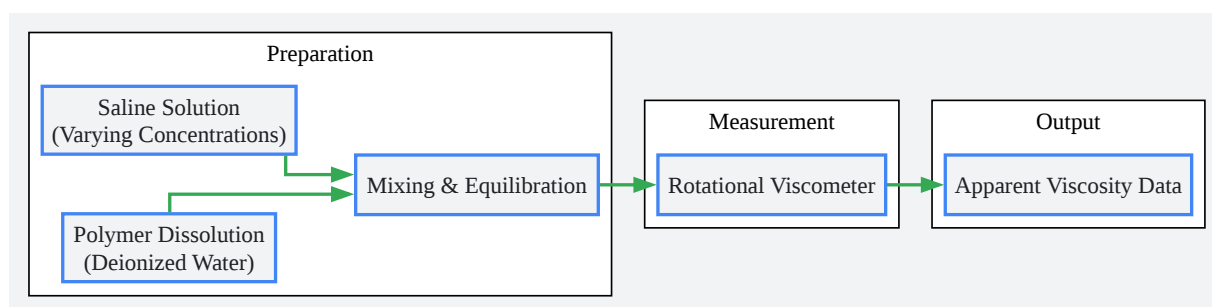 Preparation
Saline Solution
(Varying Concentrations)
Polymer Dissolution
(Deionized Water)
Mixing & Equilibration
Measurement
Rotational Viscometer
Output
Apparent Viscosity Data